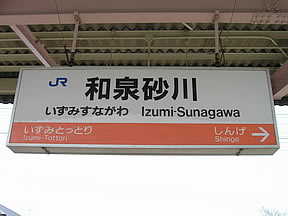 JR 和泉砂川
いずみすながわ Izumi-Sunagawa
いずみとっとり しんげ
Izumi-Tottori Shinge